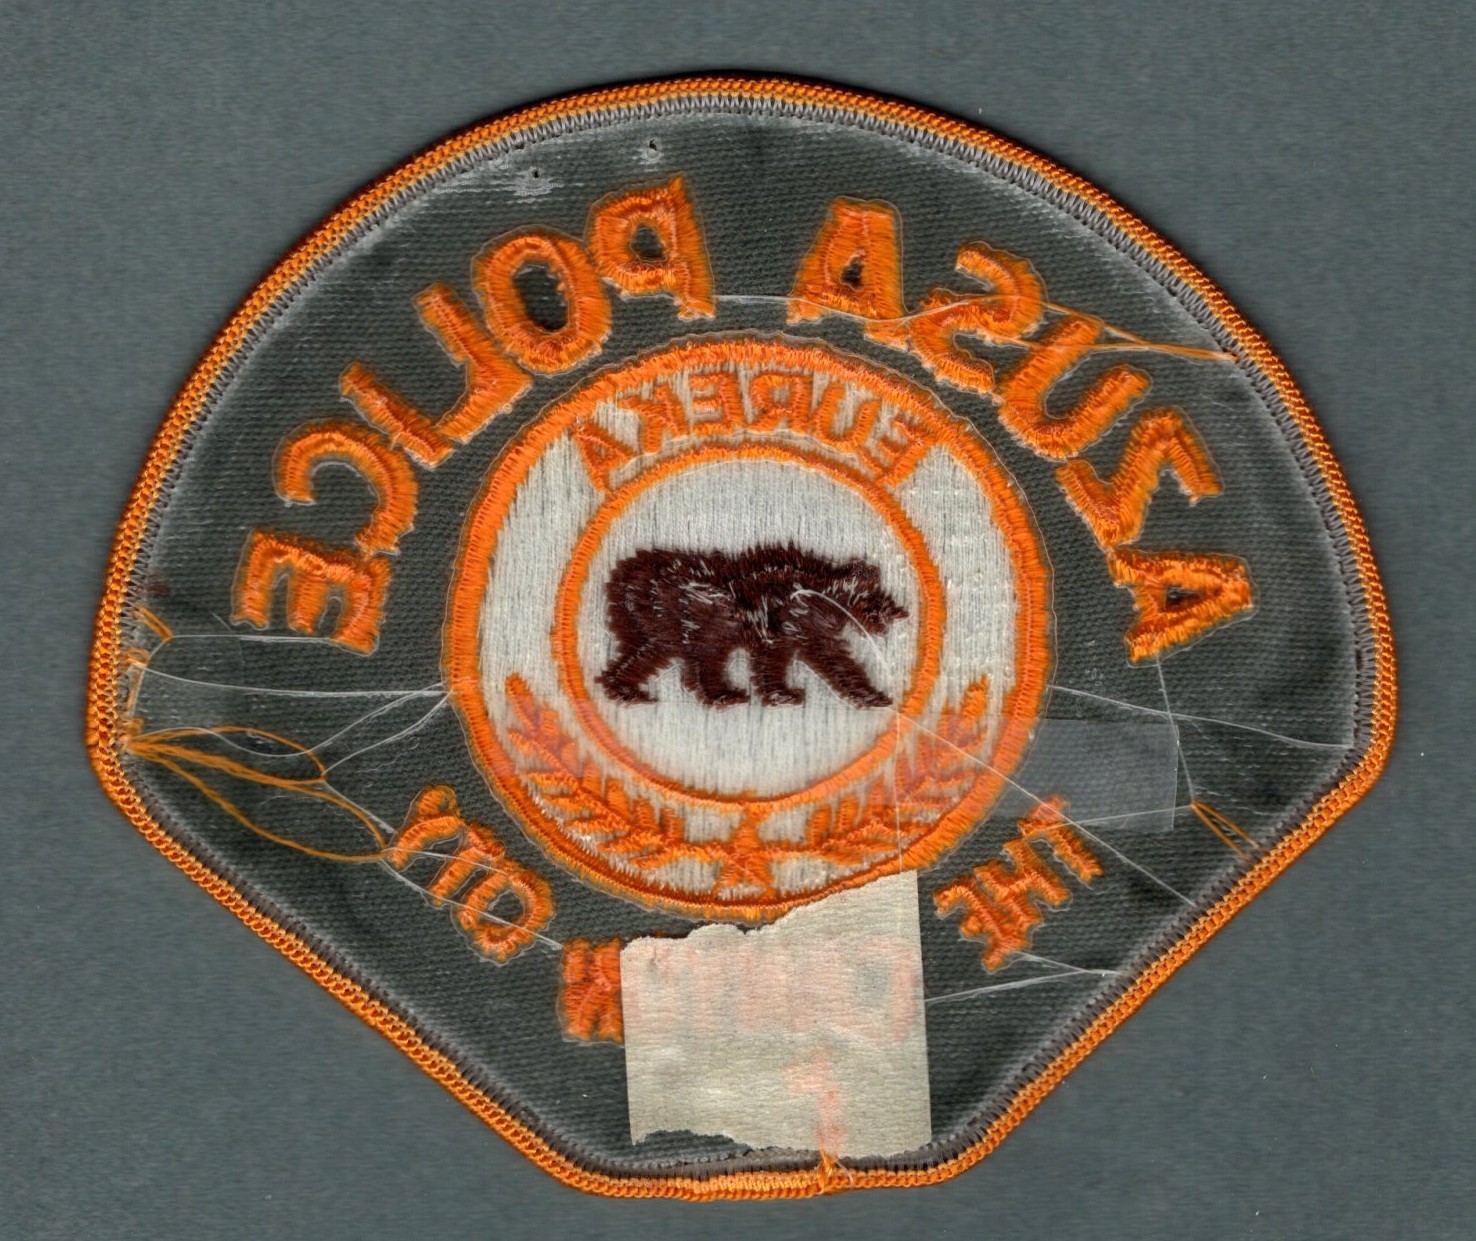 AZUSA POLICE
EUREKA
THE CITY